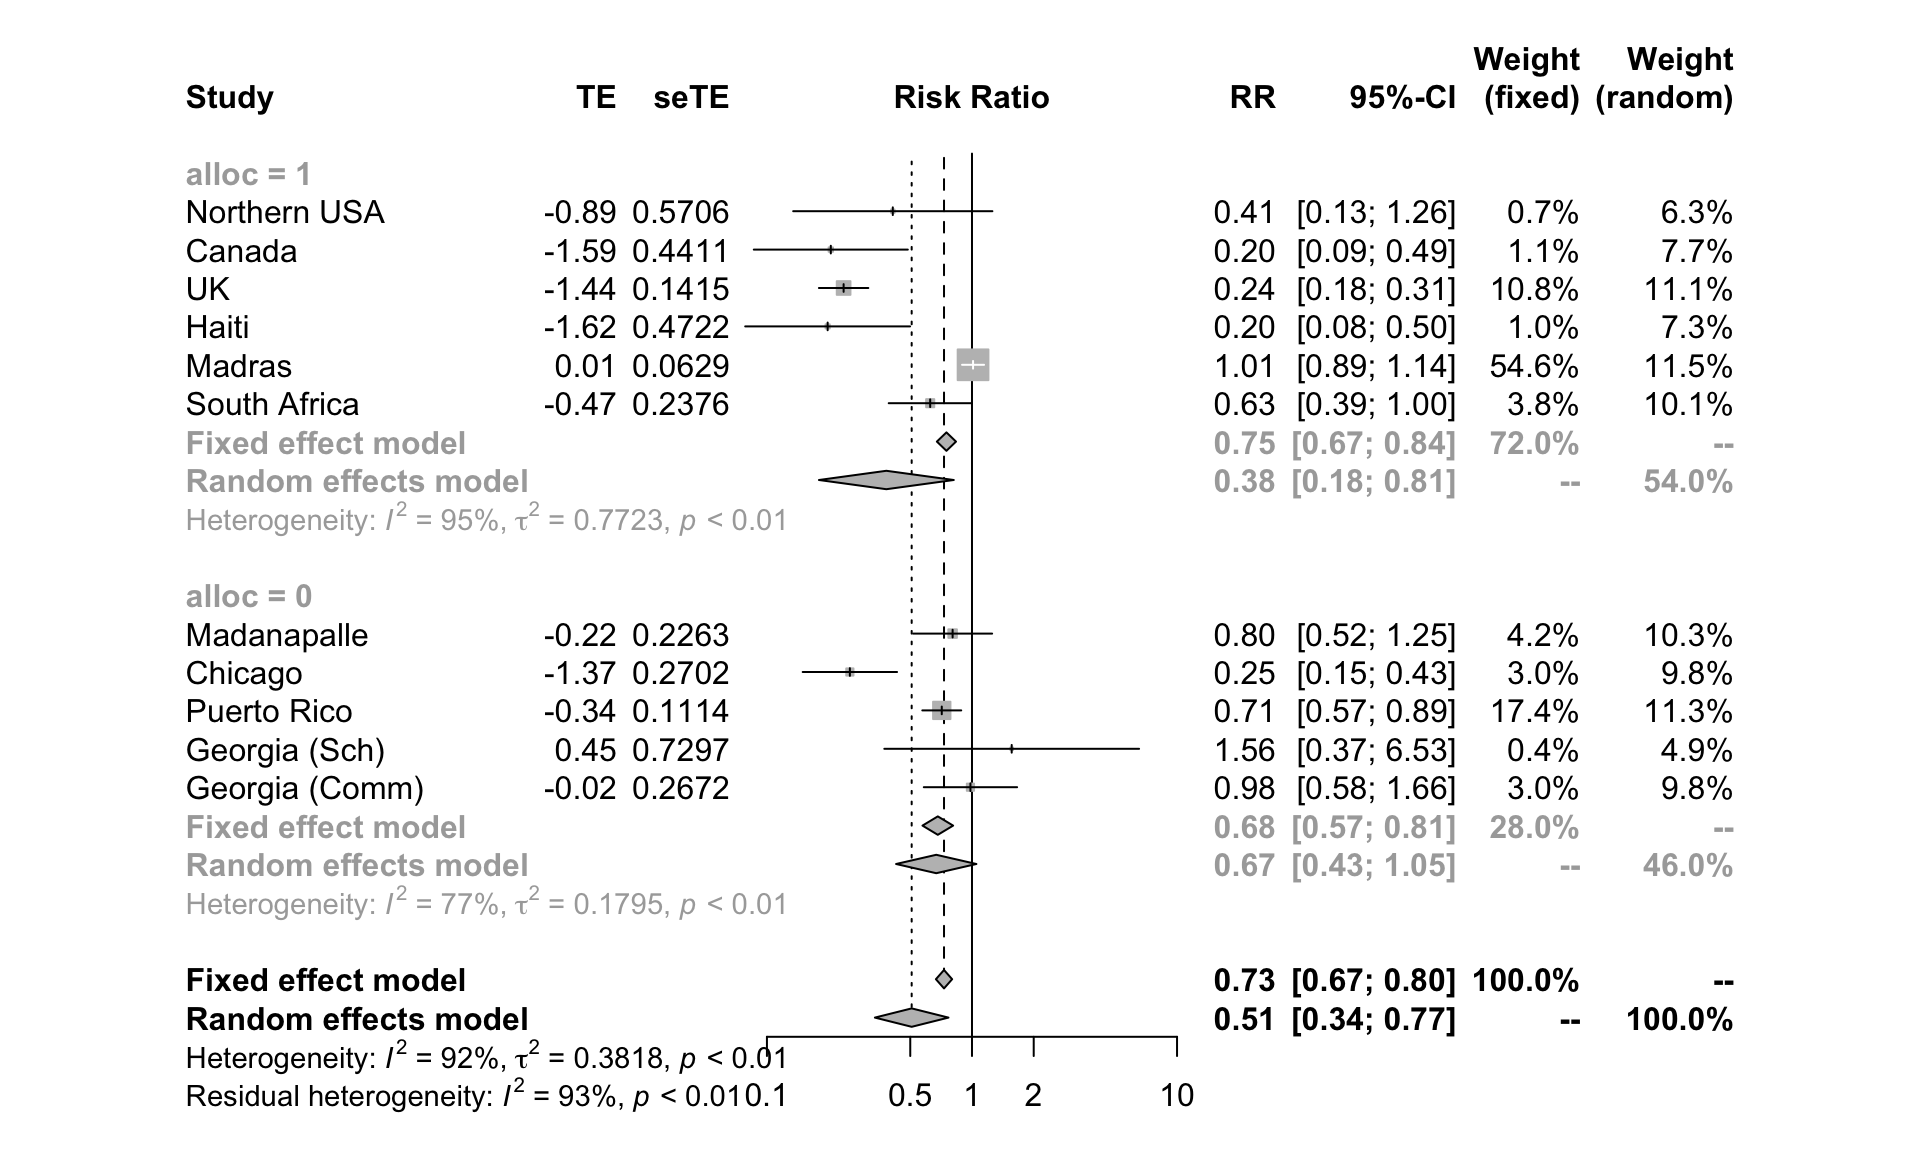 Weight Weight
Study TE seTE Risk Ratio RR 95%-CI (fixed) (random)
alloc = 1
Northern USA -0.89 0.5706 0.41 [0.13; 1.26] 0.7% 6.3%
Canada -1.59 0.4411 0.20 [0.09; 0.49] 1.1% 7.7%
UK -1.44 0.1415 0.24 [0.18; 0.31] 10.8% 11.1%
Haiti -1.62 0.4722 0.20 [0.08; 0.50] 1.0% 7.3%
Madras 0.01 0.0629 1.01 [0.89; 1.14] 54.6% 11.5%
South Africa -0.47 0.2376 0.63 [0.39; 1.00] 3.8% 10.1%
Fixed effect model 0.75 [0.67; 0.84] 72.0% --
Random effects model 0.38 [0.18; 0.81] -- 54.0%
Heterogeneity: I² = 95%, τ² = 0.7723, p < 0.01
alloc = 0
Madanapalle -0.22 0.2263 0.80 [0.52; 1.25] 4.2% 10.3%
Chicago -1.37 0.2702 0.25 [0.15; 0.43] 3.0% 9.8%
Puerto Rico -0.34 0.1114 0.71 [0.57; 0.89] 17.4% 11.3%
Georgia (Sch) 0.45 0.7297 1.56 [0.37; 6.53] 0.4% 4.9%
Georgia (Comm) -0.02 0.2672 0.98 [0.58; 1.66] 3.0% 9.8%
Fixed effect model 0.68 [0.57; 0.81] 28.0% --
Random effects model 0.67 [0.43; 1.05] -- 46.0%
Heterogeneity: I² = 77%, τ² = 0.1795, p < 0.01
Fixed effect model 0.73 [0.67; 0.80] 100.0% --
Random effects model 0.51 [0.34; 0.77] -- 100.0%
Heterogeneity: I² = 92%, τ² = 0.3818, p < 0.01
Residual heterogeneity: I² = 93%, p < 0.01 0.1 0.5 1 2 10